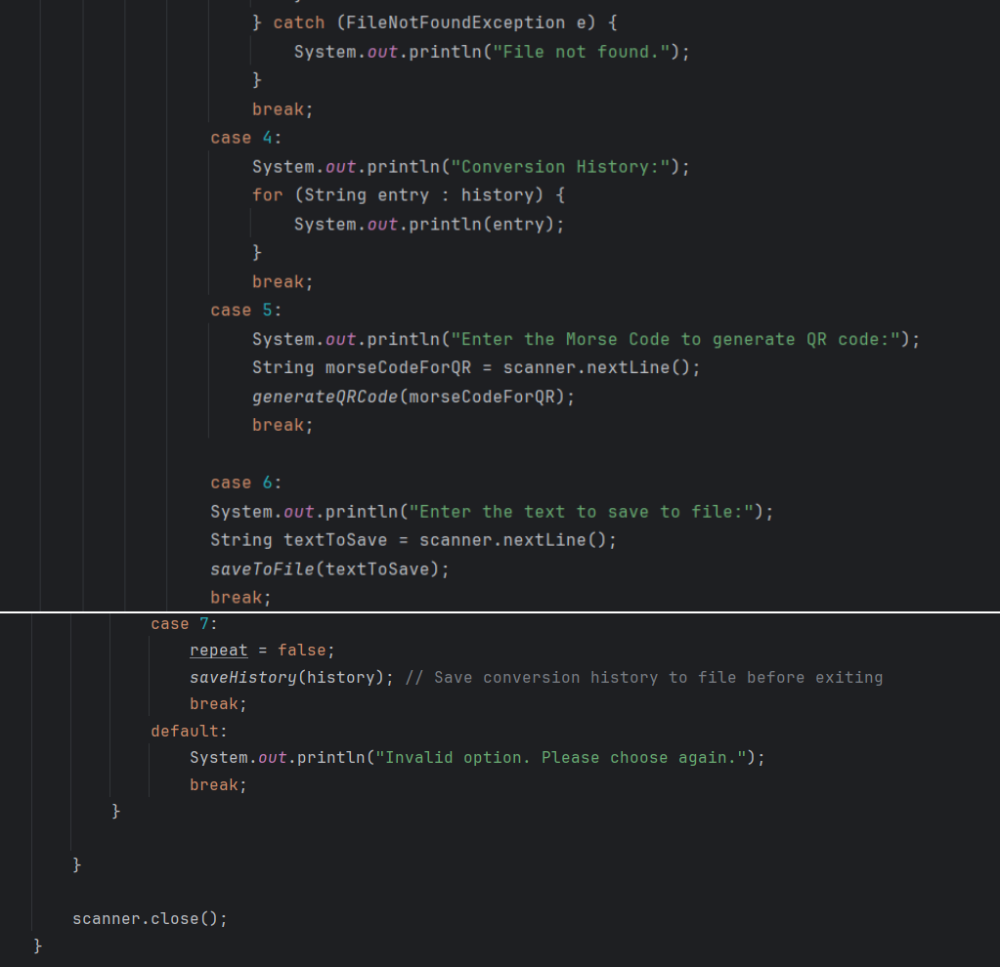 } catch (FileNotFoundException e) {
System.out.println("File not found.");
}
break;
case 4:
System.out.println("Conversion History:");
for (String entry : history) {
System.out.println(entry);
}
break;
case 5:
System.out.println("Enter the Morse Code to generate QR code:");
String morseCodeForQR = scanner.nextLine();
generateQRCode(morseCodeForQR);
break;
case 6:
System.out.println("Enter the text to save to file:");
String textToSave = scanner.nextLine();
saveToFile(textToSave);
break;
case 7:
repeat = false;
saveHistory(history); // Save conversion history to file before exiting
break;
default:
System.out.println("Invalid option. Please choose again.");
break;
}
}
scanner.close();
}